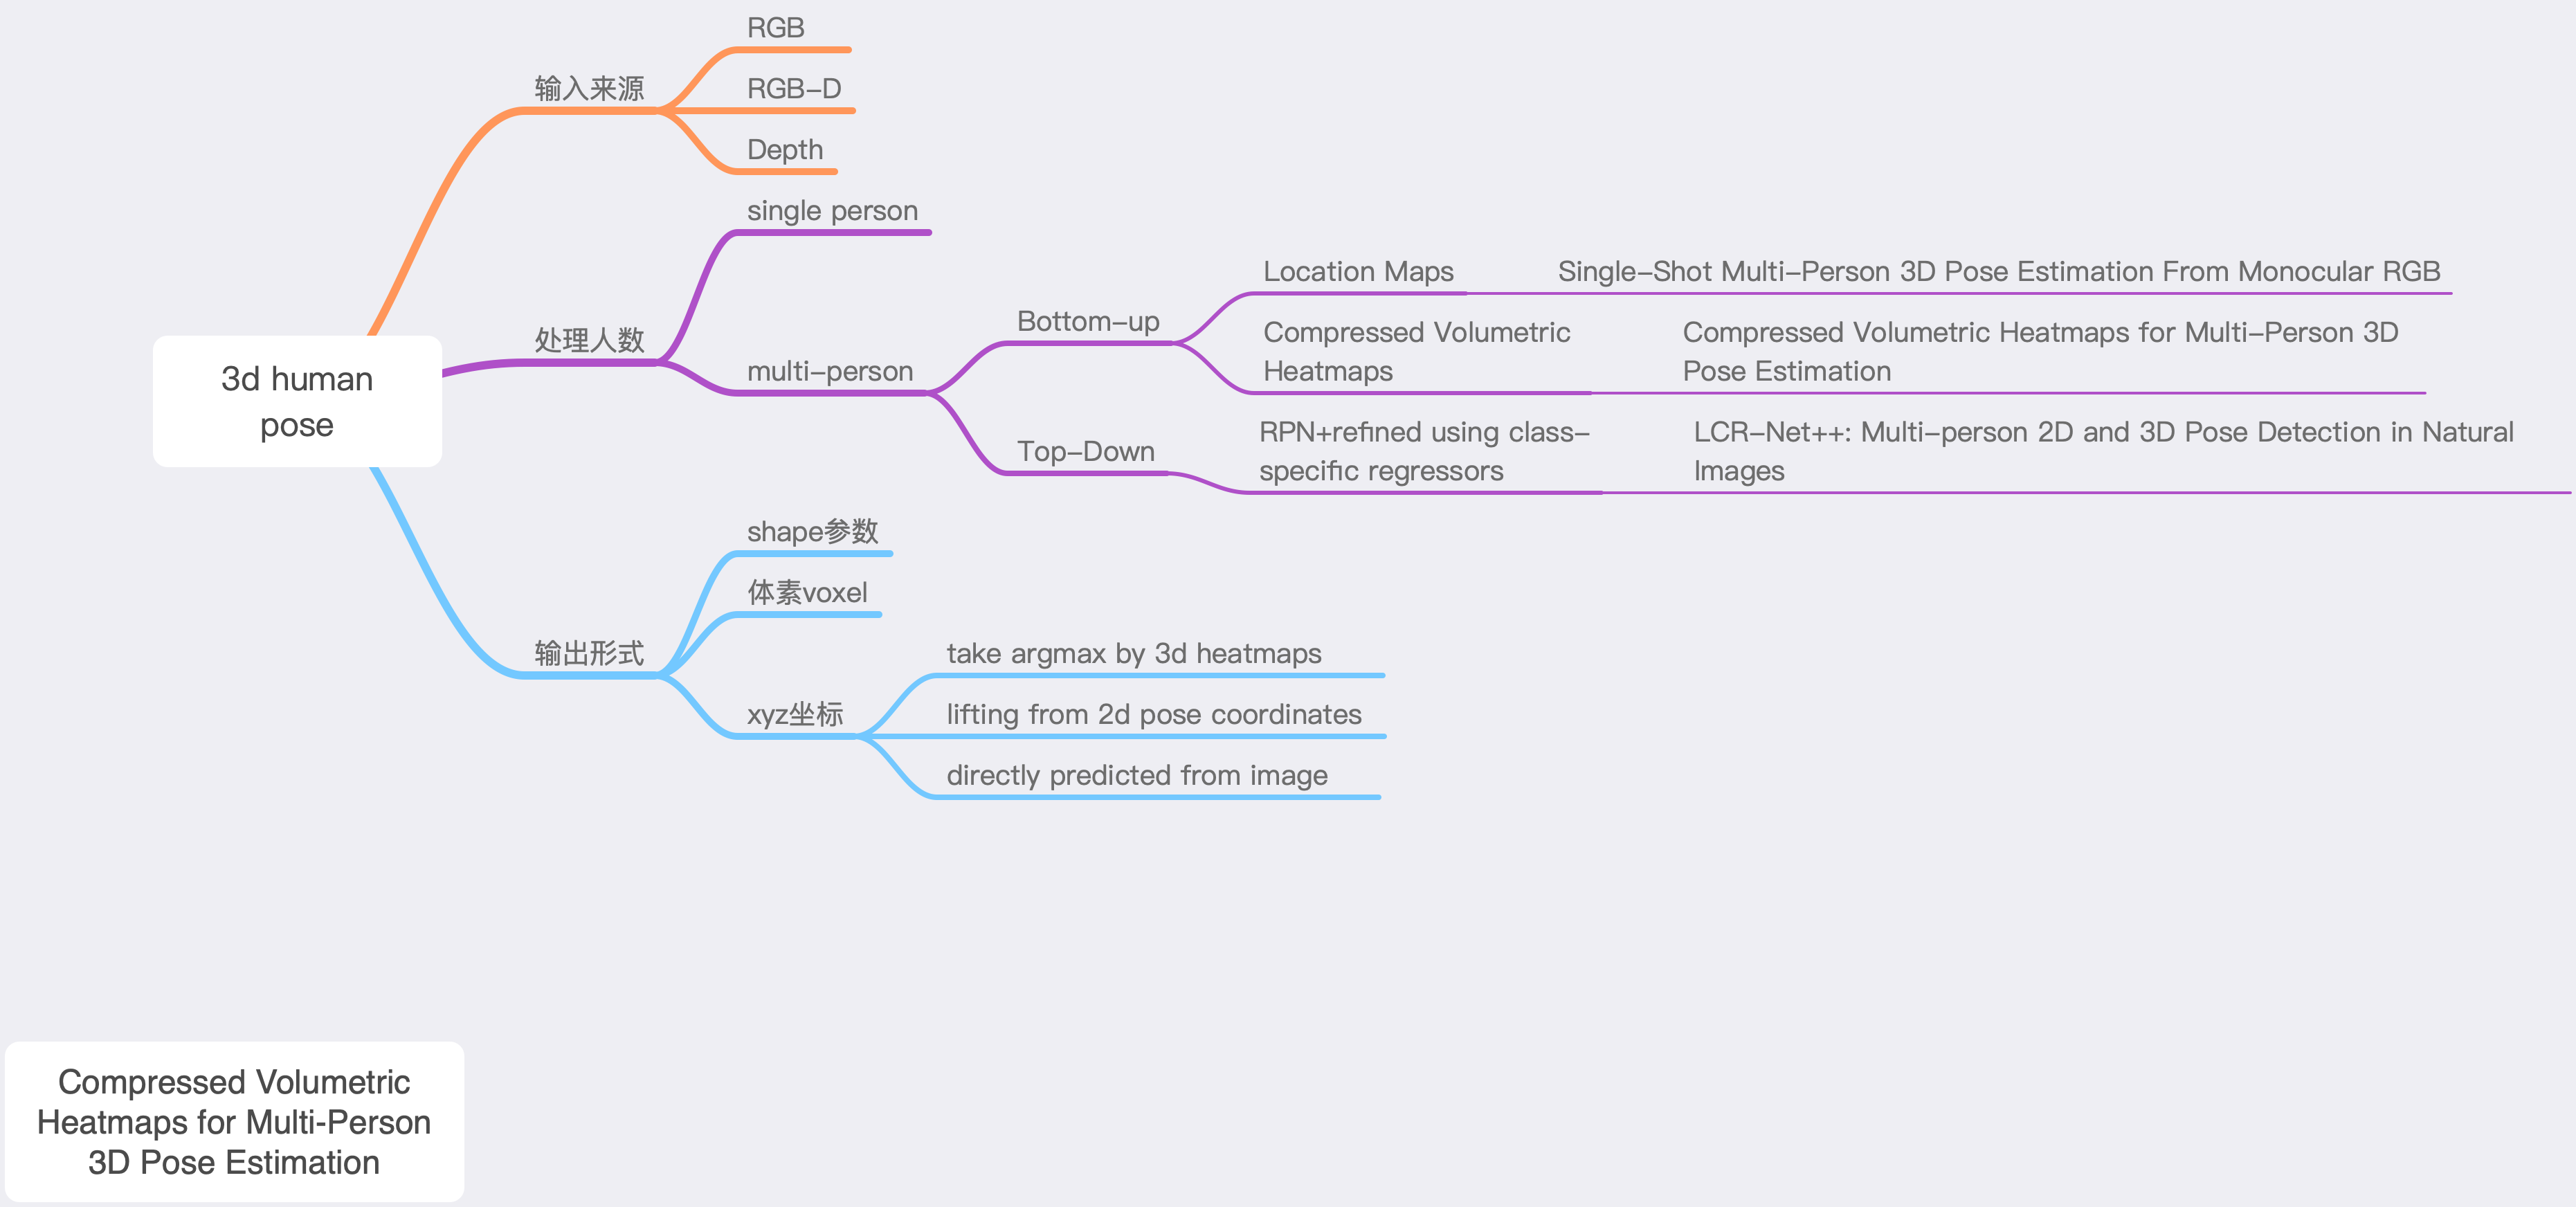 3d human
pose
输入来源
RGB
RGB-D
Depth
处理人数
single person
multi-person
Bottom-up
Location Maps
Single-Shot Multi-Person 3D Pose Estimation From Monocular RGB
Compressed Volumetric
Heatmaps
Compressed Volumetric Heatmaps for Multi-Person 3D
Pose Estimation
Top-Down
RPN+refined using class-
specific regressors
LCR-Net++: Multi-person 2D and 3D Pose Detection in Natural
Images
输出形式
shape参数
体素voxel
xyz坐标
take argmax by 3d heatmaps
lifting from 2d pose coordinates
directly predicted from image
Compressed Volumetric
Heatmaps for Multi-Person
3D Pose Estimation